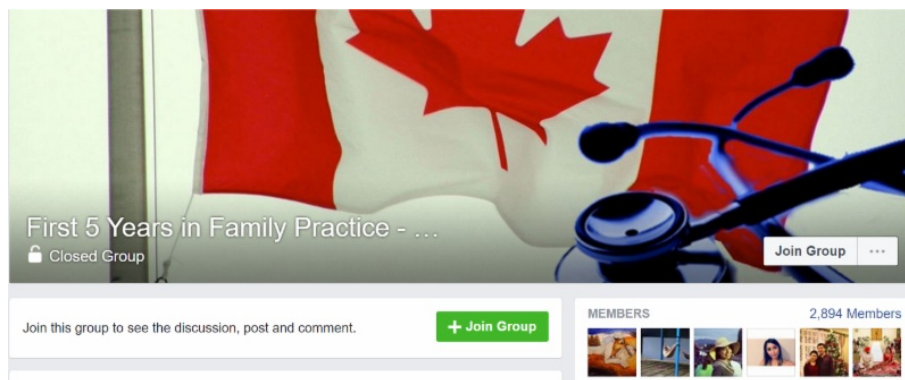 First 5 Years in Family Practice - ...
Closed Group
Join Group
Join this group to see the discussion, post and comment.
+ Join Group
MEMBERS
2,894 Members